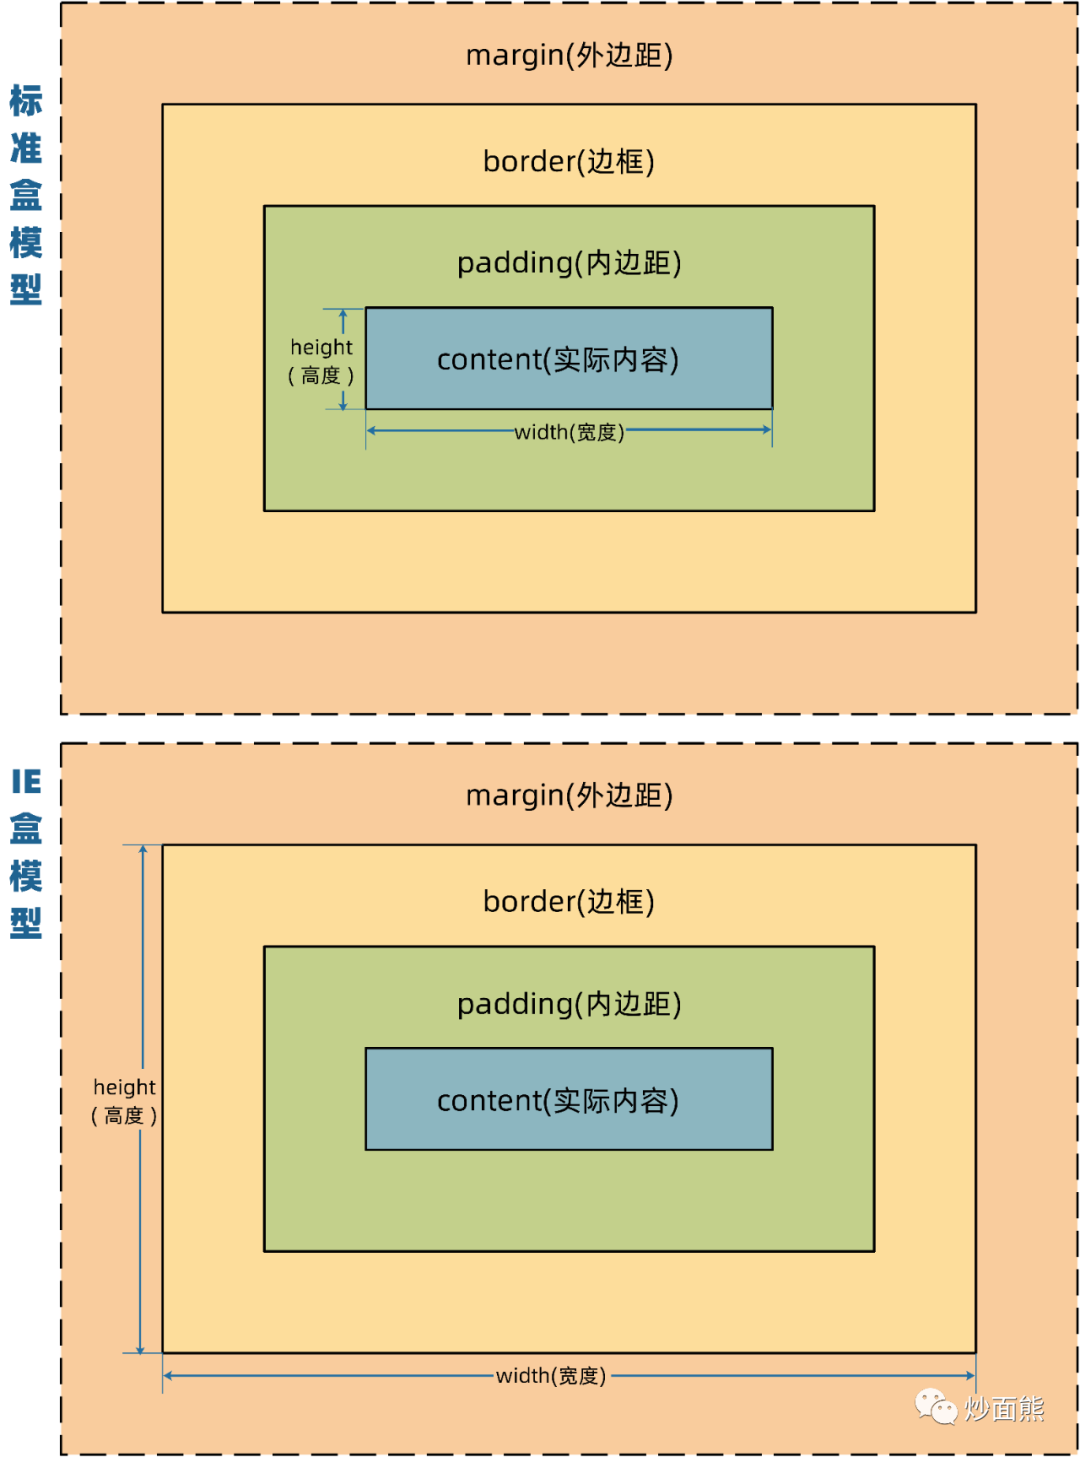 标准盒模型
margin(外边距)
border(边框)
padding(内边距)
content(实际内容)
height
(高度)
width(宽度)
IE盒模型
margin(外边距)
border(边框)
padding(内边距)
content(实际内容)
height
(高度)
width(宽度)
炒面熊